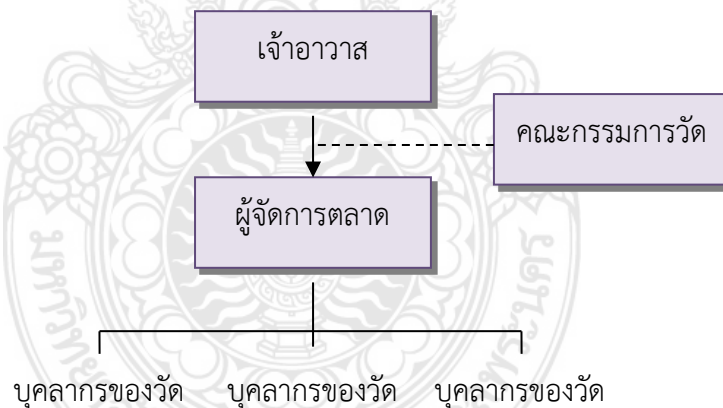 เจ้าอาวาส
คณะกรรมการวัด
ผู้จัดการตลาด
บุคลากรของวัด บุคลากรของวัด บุคลากรของวัด